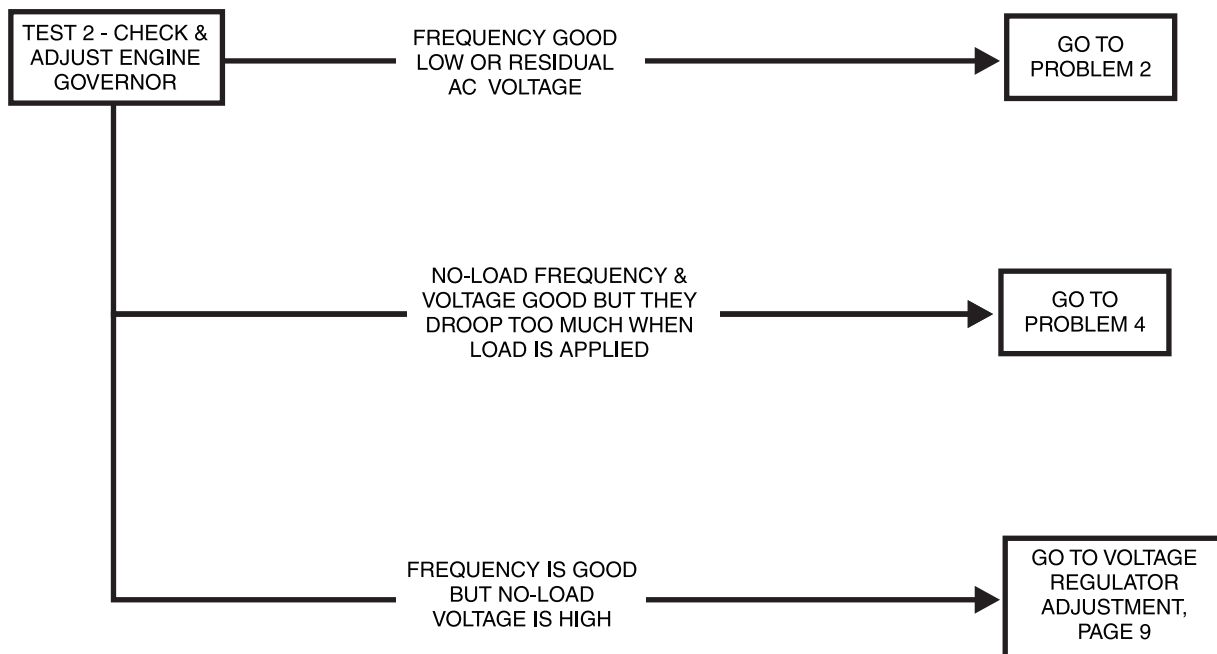 TEST 2 - CHECK &
ADJUST ENGINE
GOVERNOR
FREQUENCY GOOD
LOW OR RESIDUAL
AC VOLTAGE
GO TO
PROBLEM 2
NO-LOAD FREQUENCY &
VOLTAGE GOOD BUT THEY
DROOP TOO MUCH WHEN
LOAD IS APPLIED
GO TO
PROBLEM 4
FREQUENCY IS GOOD
BUT NO-LOAD
VOLTAGE IS HIGH
GO TO VOLTAGE
REGULATOR
ADJUSTMENT,
PAGE 9